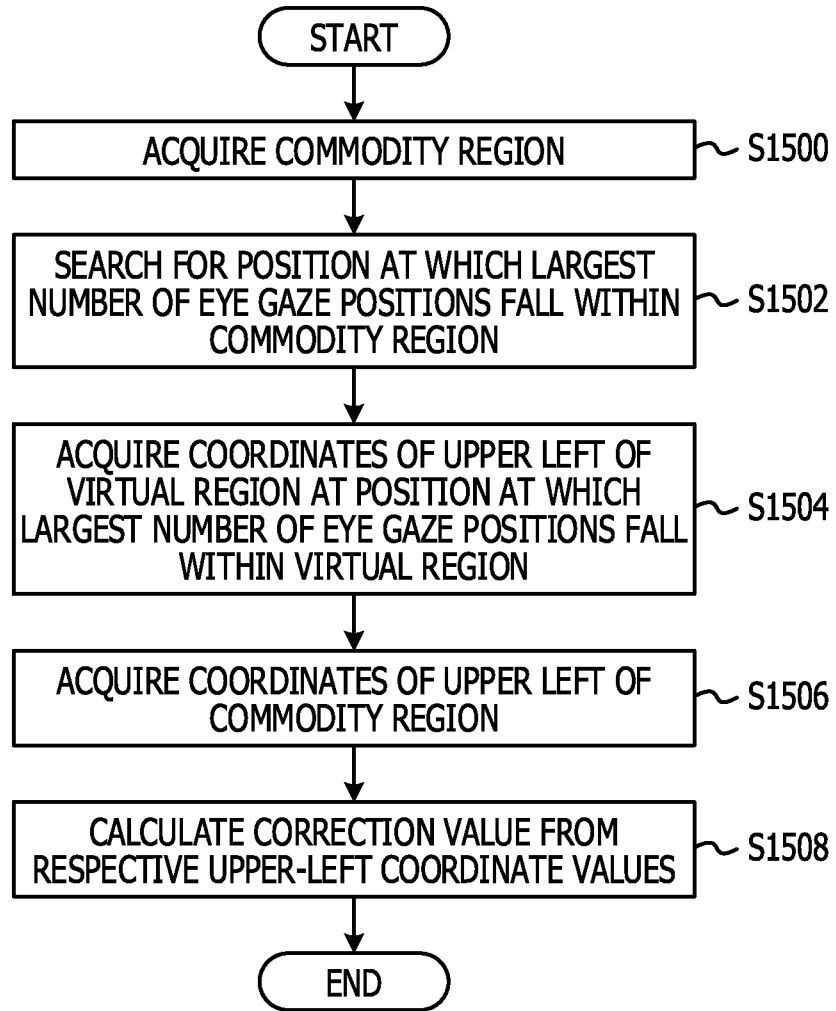 START
ACQUIRE COMMODITY REGION
S1500
SEARCH FOR POSITION AT WHICH LARGEST
NUMBER OF EYE GAZE POSITIONS FALL WITHIN
COMMODITY REGION
S1502
ACQUIRE COORDINATES OF UPPER LEFT OF
VIRTUAL REGION AT POSITION AT WHICH
LARGEST NUMBER OF EYE GAZE POSITIONS FALL
WITHIN VIRTUAL REGION
S1504
ACQUIRE COORDINATES OF UPPER LEFT OF
COMMODITY REGION
S1506
CALCULATE CORRECTION VALUE FROM
RESPECTIVE UPPER-LEFT COORDINATE VALUES
S1508
END